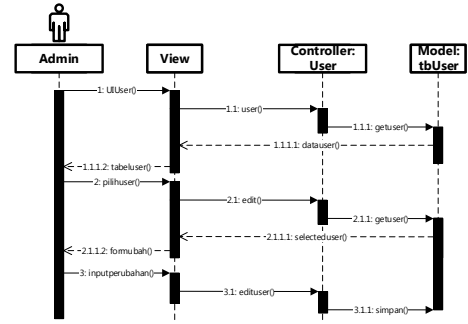 Admin
View
Controller:
User
Model:
tbUser
1: UIUser()
1.1: user()
1.1.1: getuser()
1.1.1.1: datauser()
1.1.1.2: tabeluser()
2: pilihuser()
2.1: edit()
2.1.1: getuser()
2.1.1.1: selecteduser()
2.1.1.2: formubah()
3: inputperubahan()
3.1: edituser()
3.1.1: simpan()